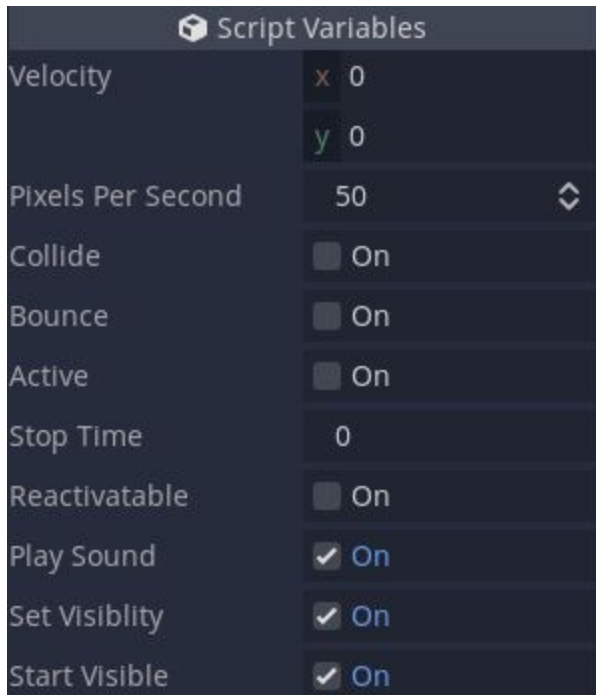 Script Variables
Velocity x 0
y 0
Pixels Per Second 50
Collide On
Bounce On
Active On
Stop Time 0
Reactivatable On
Play Sound On
Set Visiblity On
Start Visible On